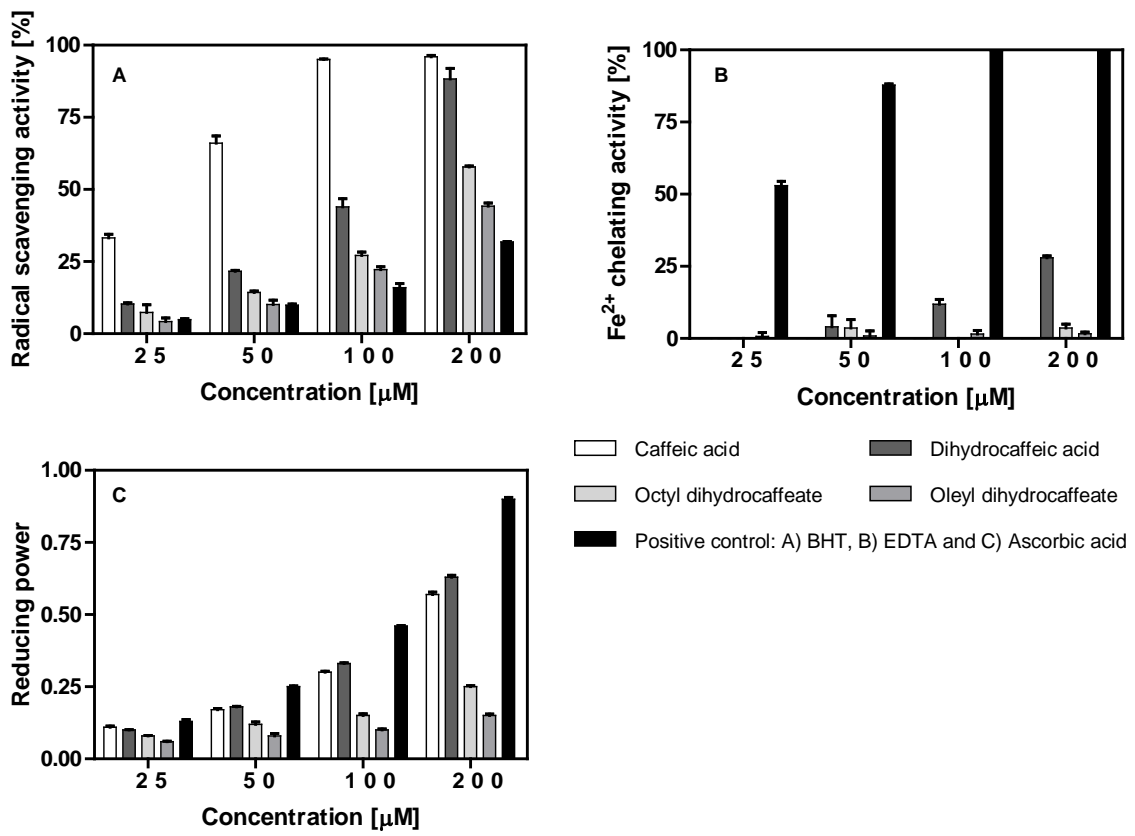 Radical scavenging activity [%]
100
75
50
25
0
A
25 50 100 200
Concentration [µM]
Fe2+ chelating activity [%]
100
75
50
25
0
B
25 50 100 200
Concentration [µM]
Reducing power
1.00
0.75
0.50
0.25
0.00
C
25 50 100 200
Concentration [µM]
Caffeic acid
Dihydrocaffeic acid
Octyl dihydrocaffeate
Oleyl dihydrocaffeate
Positive control: A) BHT, B) EDTA and C) Ascorbic acid